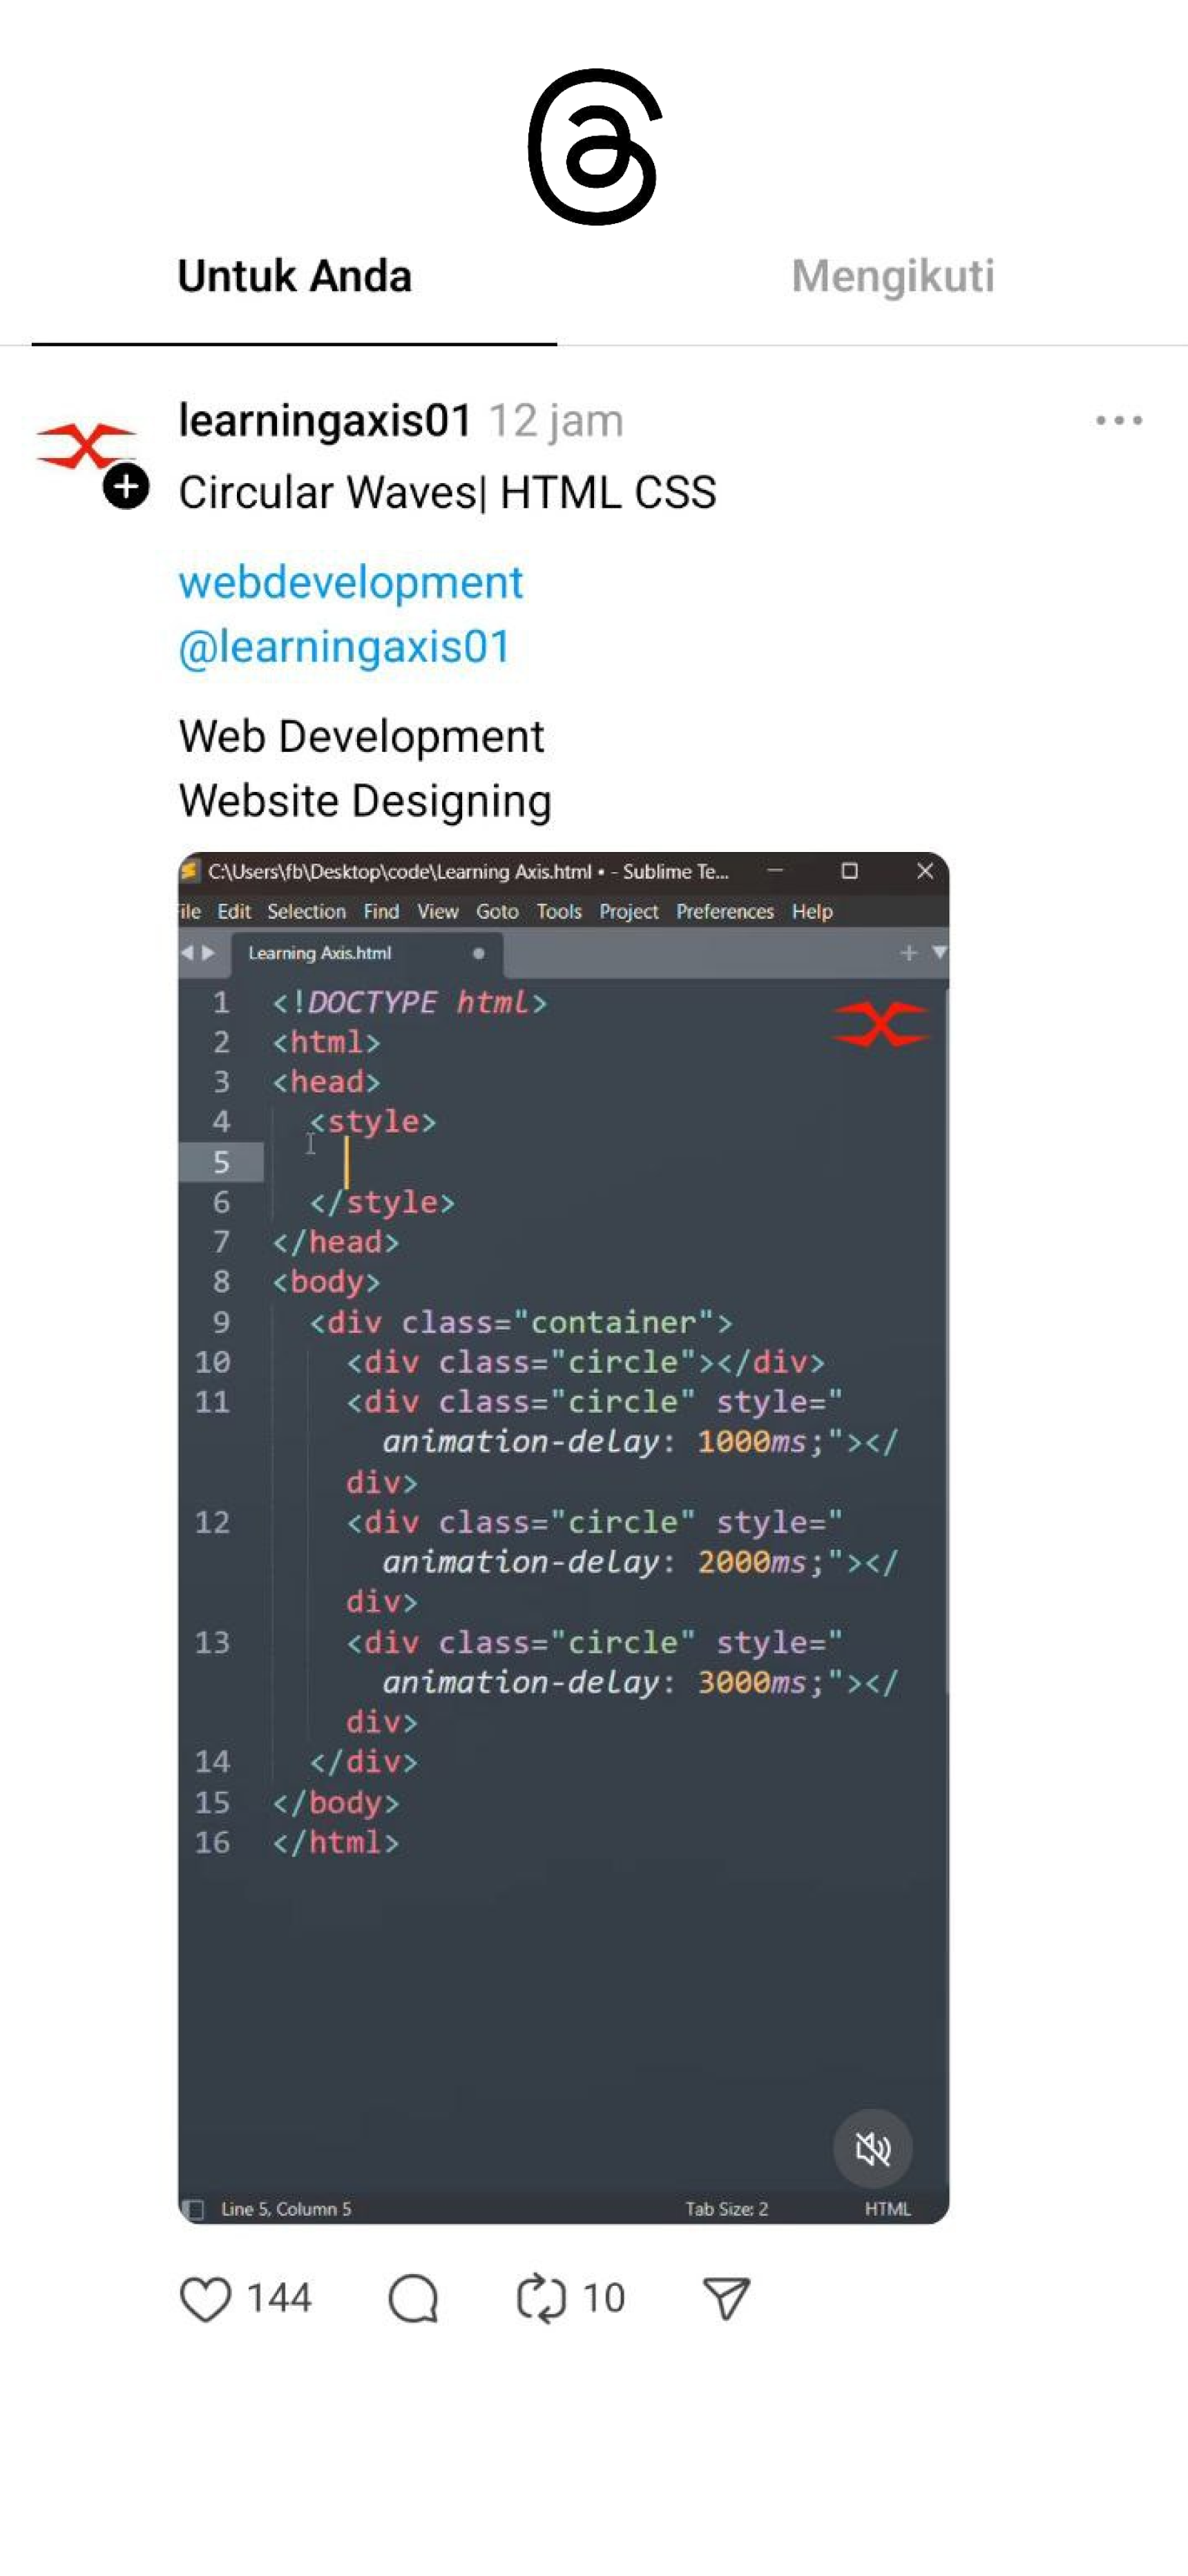 Untuk Anda
Mengikuti
learningaxis01 12 jam
Circular Waves| HTML CSS
webdevelopment
@learningaxis01
Web Development
Website Designing
C:\Users\fb\Desktop\code\Learning Axis.html • - Sublime Te...
ile Edit Selection Find View Goto Tools Project Preferences Help
Learning Axis.html
1 <!DOCTYPE html>
2 <html>
3 <head>
4 <style>
5
6 </style>
7 </head>
8 <body>
9 <div class="container">
10 <div class="circle"></div>
11 <div class="circle" style="
animation-delay: 1000ms;"></
div>
12 <div class="circle" style="
animation-delay: 2000ms;"></
div>
13 <div class="circle" style="
animation-delay: 3000ms;"></
div>
14 </div>
15 </body>
16 </html>
Line 5, Column 5
Tab Size: 2
HTML
144
10